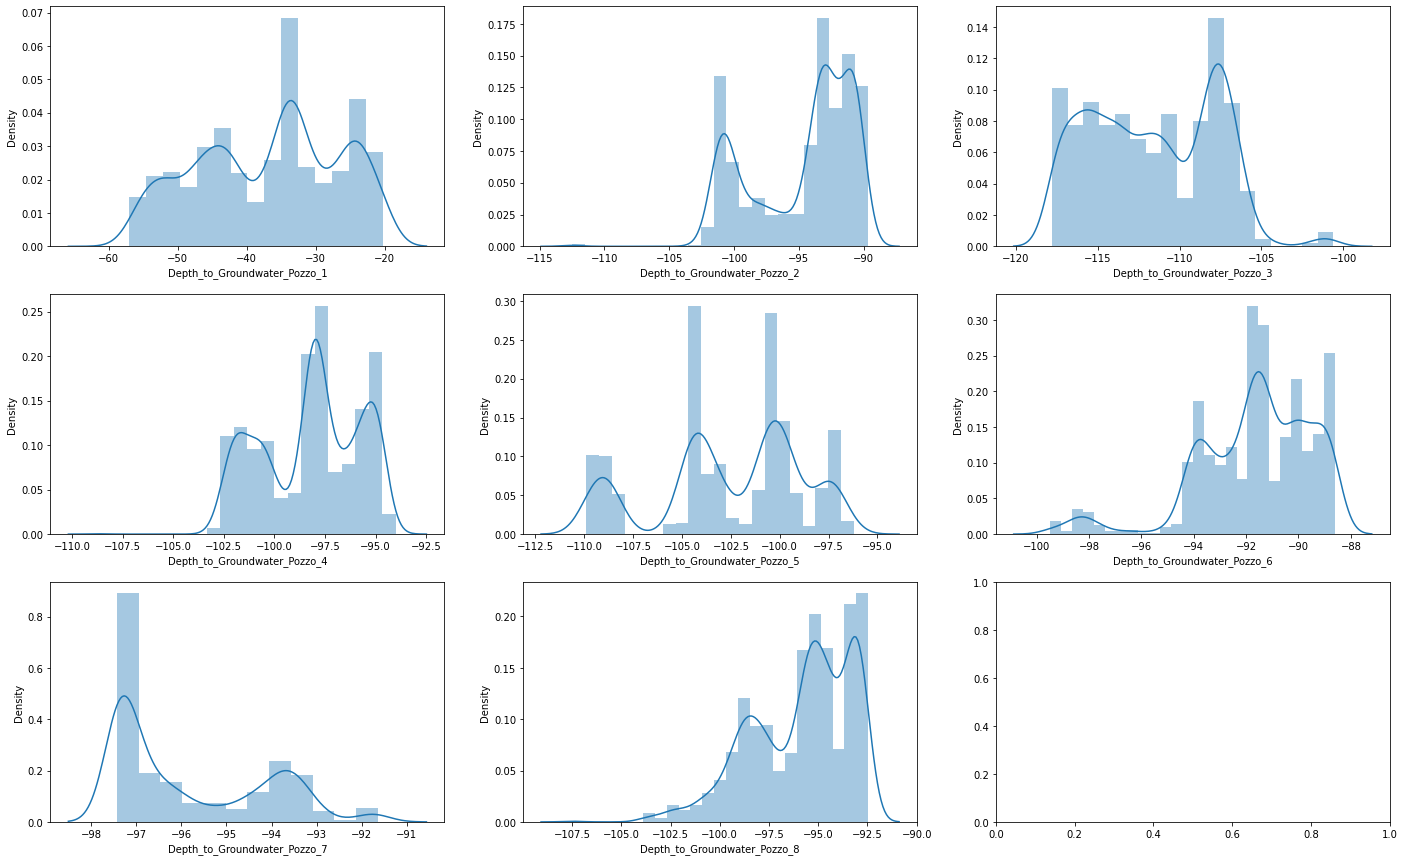 0.07
0.06
0.05
0.04
0.03
0.02
0.01
0.00
Density
−60 −50 −40 −30 −20
Depth_to_Groundwater_Pozzo_1
0.175
0.150
0.125
0.100
0.075
0.050
0.025
0.000
Density
−115 −110 −105 −100 −95 −90
Depth_to_Groundwater_Pozzo_2
0.14
0.12
0.10
0.08
0.06
0.04
0.02
0.00
Density
−120 −115 −110 −105 −100
Depth_to_Groundwater_Pozzo_3
0.25
0.20
0.15
0.10
0.05
0.00
Density
−110.0 −107.5 −105.0 −102.5 −100.0 −97.5 −95.0 −92.5
Depth_to_Groundwater_Pozzo_4
0.30
0.25
0.20
0.15
0.10
0.05
0.00
Density
−112.5 −110.0 −107.5 −105.0 −102.5 −100.0 −97.5 −95.0
Depth_to_Groundwater_Pozzo_5
0.30
0.25
0.20
0.15
0.10
0.05
0.00
Density
−100 −98 −96 −94 −92 −90 −88
Depth_to_Groundwater_Pozzo_6
0.8
0.6
0.4
0.2
0.0
Density
−98 −97 −96 −95 −94 −93 −92 −91
Depth_to_Groundwater_Pozzo_7
0.20
0.15
0.10
0.05
0.00
Density
−107.5 −105.0 −102.5 −100.0 −97.5 −95.0 −92.5 −90.0
Depth_to_Groundwater_Pozzo_8
1.0
0.8
0.6
0.4
0.2
0.0
0.0 0.2 0.4 0.6 0.8 1.0